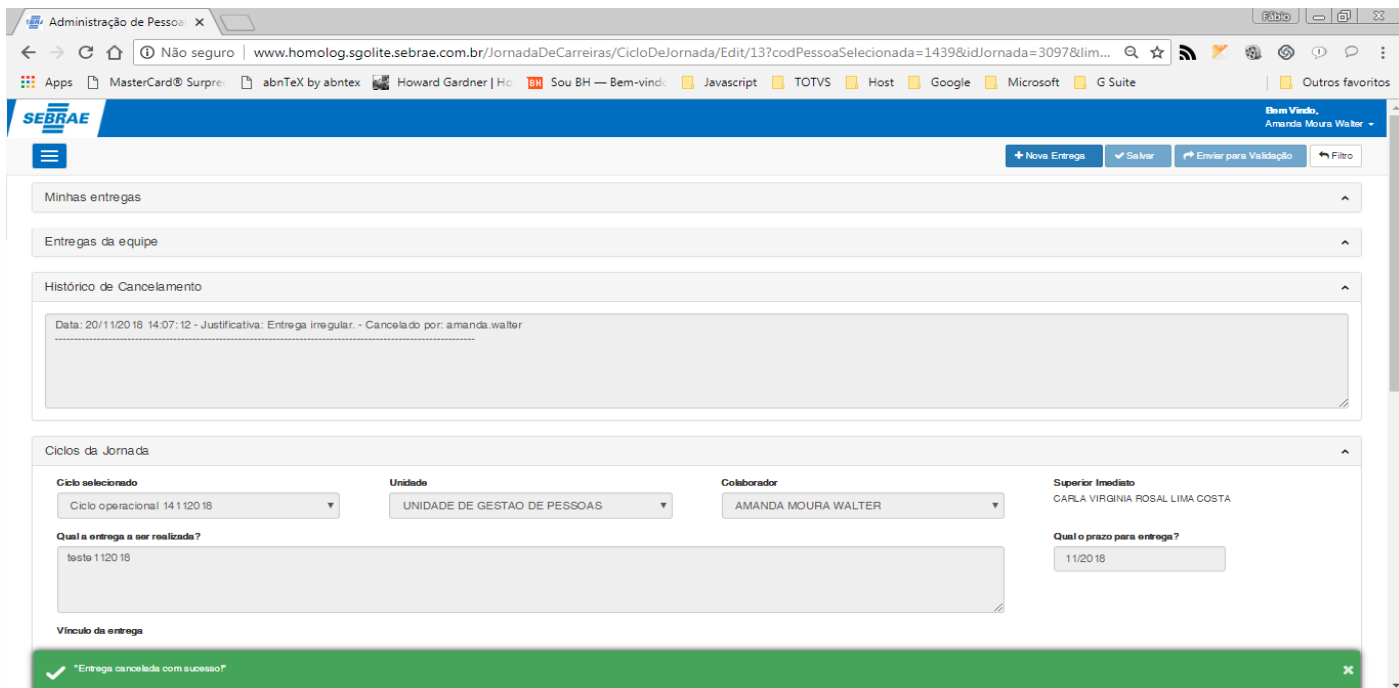 Administração de Pessoal
Fábio
Não seguro | www.homolog.sgolite.sebrae.com.br/JornadaDeCarreiras/CicloDeJornada/Edit/13?codPessoaSelecionada=1439&idJornada=3097&lim...
Apps MasterCard® Surpre abnTeX by abntex Howard Gardner | Ho Sou BH — Bem-vindo Javascript TOTVS Host Google Microsoft G Suite Outros favoritos
SEBRAE
Bem Vindo,
Amanda Moura Walter
Nova Entrega Salvar Enviar para Validação Filtro
Minhas entregas
Entregas da equipe
Histórico de Cancelamento
Data: 20/11/2018 14:07:12 - Justificativa: Entrega irregular. - Cancelado por: amanda.walter
Ciclos da Jornada
Ciclo selecionado Unidade Colaborador Superior Imediato
Ciclo operacional 14112018 UNIDADE DE GESTAO DE PESSOAS AMANDA MOURA WALTER CARLA VIRGINIA ROSAL LIMA COSTA
Qual a entrega a ser realizada? Qual o prazo para entrega?
teste112018 11/2018
Vínculo da entrega
"Entrega cancelada com sucesso!"